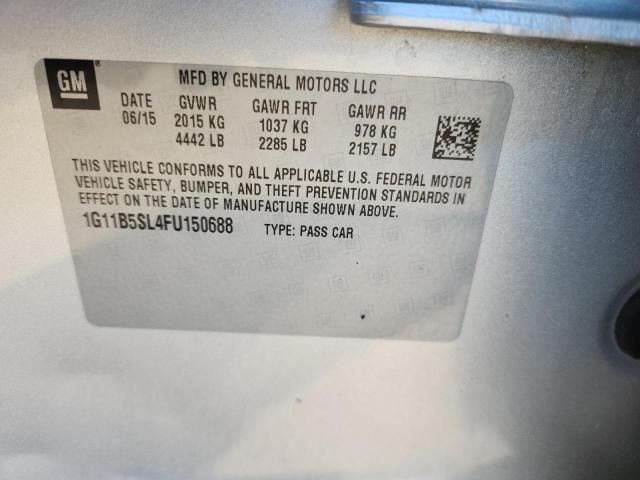 GM
MFD BY GENERAL MOTORS LLC
DATE GVWR GAWR FRT GAWR RR
06/15 2015 KG 1037 KG 978 KG
4442 LB 2285 LB 2157 LB
THIS VEHICLE CONFORMS TO ALL APPLICABLE U.S. FEDERAL MOTOR
VEHICLE SAFETY, BUMPER, AND THEFT PREVENTION STANDARDS IN
EFFECT ON THE DATE OF MANUFACTURE SHOWN ABOVE.
1G11B5SL4FU150688 TYPE: PASS CAR